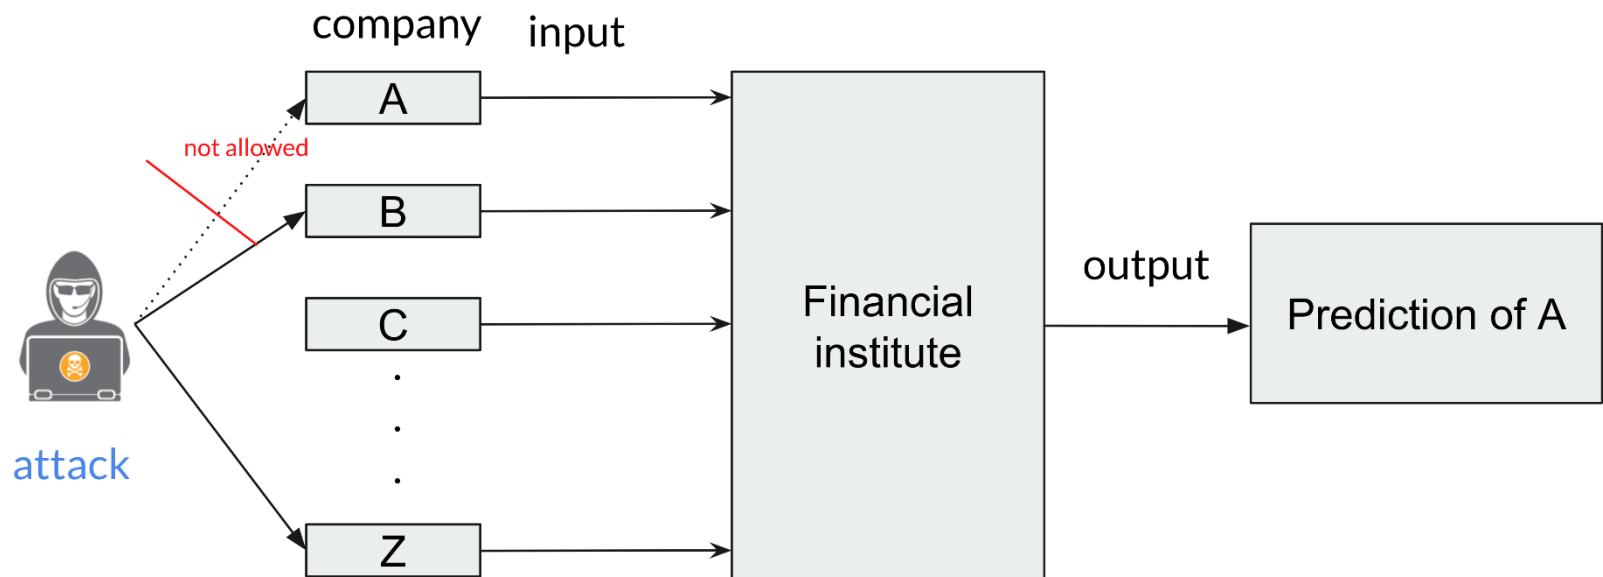 company
input
A
not allowed
B
C
.
.
.
Z
Financial
institute
output
Prediction of A
attack